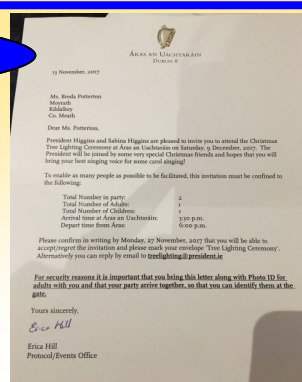 ÁRAS AN UACHTARÁIN
DUBLIN 8
13 November, 2017
Ms. Breda Potterton
Moyrath
Kildalkey
Co. Meath
Dear Ms. Potterton,
President Higgins and Sabina Higgins are pleased to invite you to attend the Christmas
Tree Lighting Ceremony at Áras an Uachtaráin on Saturday, 9 December, 2017. The
President will be joined by some very special Christmas friends and hopes that you will
bring your best singing voice for some carol singing!
To enable as many people as possible to be facilitated, this invitation must be confined to
the following:
Total Number in party: 2
Total Number of Adults: 1
Total Number of Children: 1
Arrival time at Áras an Uachtaráin: 3:30 p.m.
Depart time from Áras: 6:00 p.m.
Please confirm in writing by Monday, 27 November, 2017 that you will be able to
accept/regret the invitation and please mark your envelope 'Tree Lighting Ceremony'.
Alternatively you can reply by email to treelighting@president.ie
For security reasons it is important that you bring this letter along with Photo ID for
adults with you and that your party arrive together, so that you can identify them at the
gate.
Yours sincerely,
Erica Hill
Erica Hill
Protocol/Events Office